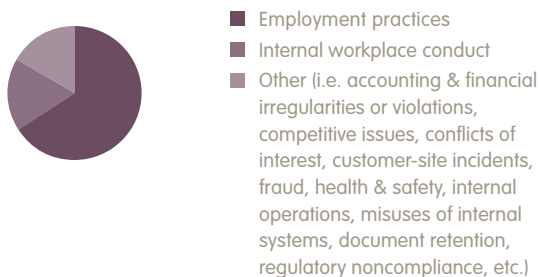 Employment practices
Internal workplace conduct
Other (i.e. accounting & financial
irregularities or violations,
competitive issues, conflicts of
interest, customer-site incidents,
fraud, health & safety, internal
operations, misuses of internal
systems, document retention,
regulatory noncompliance, etc.)